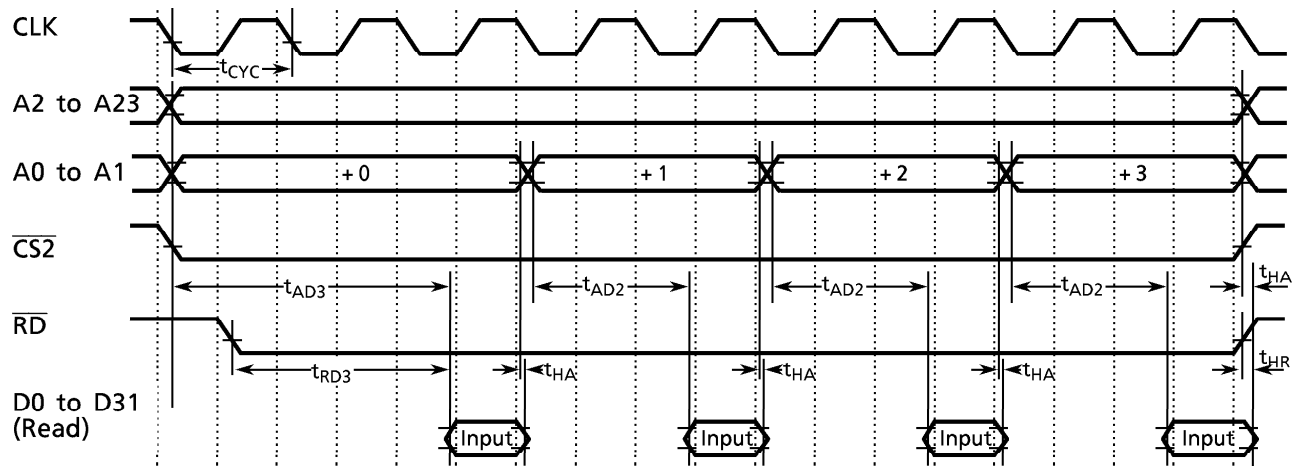 CLK
tCYC
A2 to A23
A0 to A1
+ 0
+ 1
+ 2
+ 3
CS2
tAD3
tAD2
tAD2
tAD2
tHA
RD
tRD3
tHA
tHA
tHA
tHR
D0 to D31
(Read)
Input
Input
Input
Input